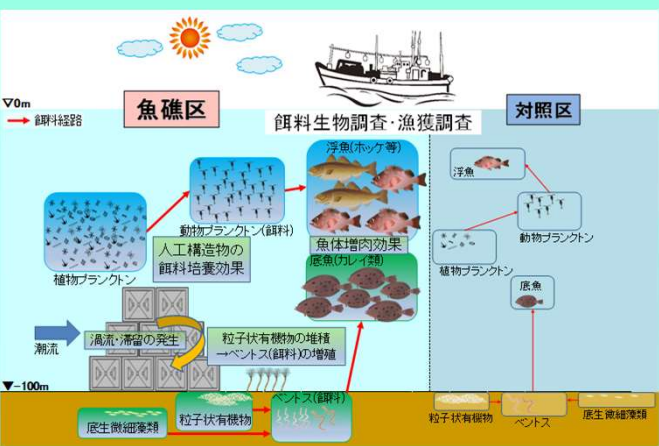 ▽0m
餌料経路
魚礁区
対照区
餌料生物調査・漁獲調査
浮魚(ホッケ等)
浮魚
動物プランクトン(餌料)
動物プランクトン
植物プランクトン
植物プランクトン
人工構造物の
餌料培養効果
魚体増肉効果
底魚(カレイ類)
底魚
潮流
渦流・滞留の発生
粒子状有機物の堆積
→ベントス(餌料)の増殖
▼-100m
底生微細藻類
粒子状有機物
ベントス(餌料)
粒子状有機物
ベントス
底生微細藻類